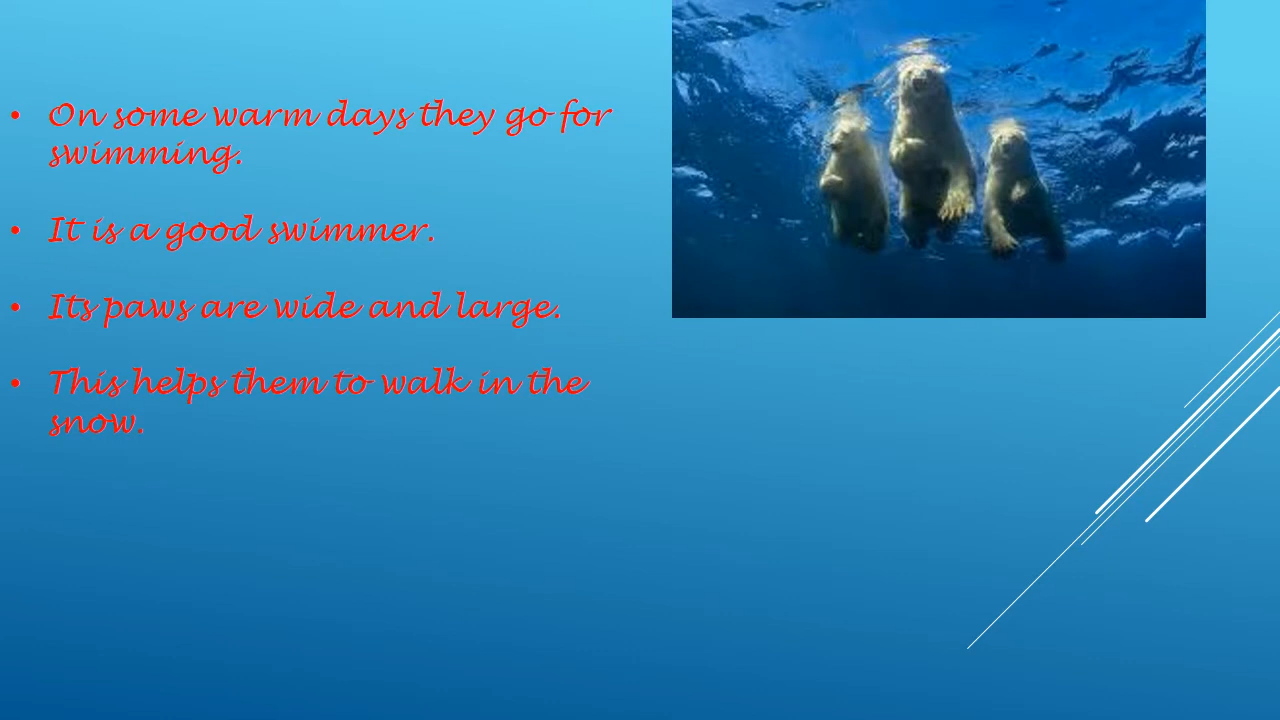 • On some warm days they go for
swimming.
• It is a good swimmer.
• Its paws are wide and large.
• This helps them to walk in the
snow.